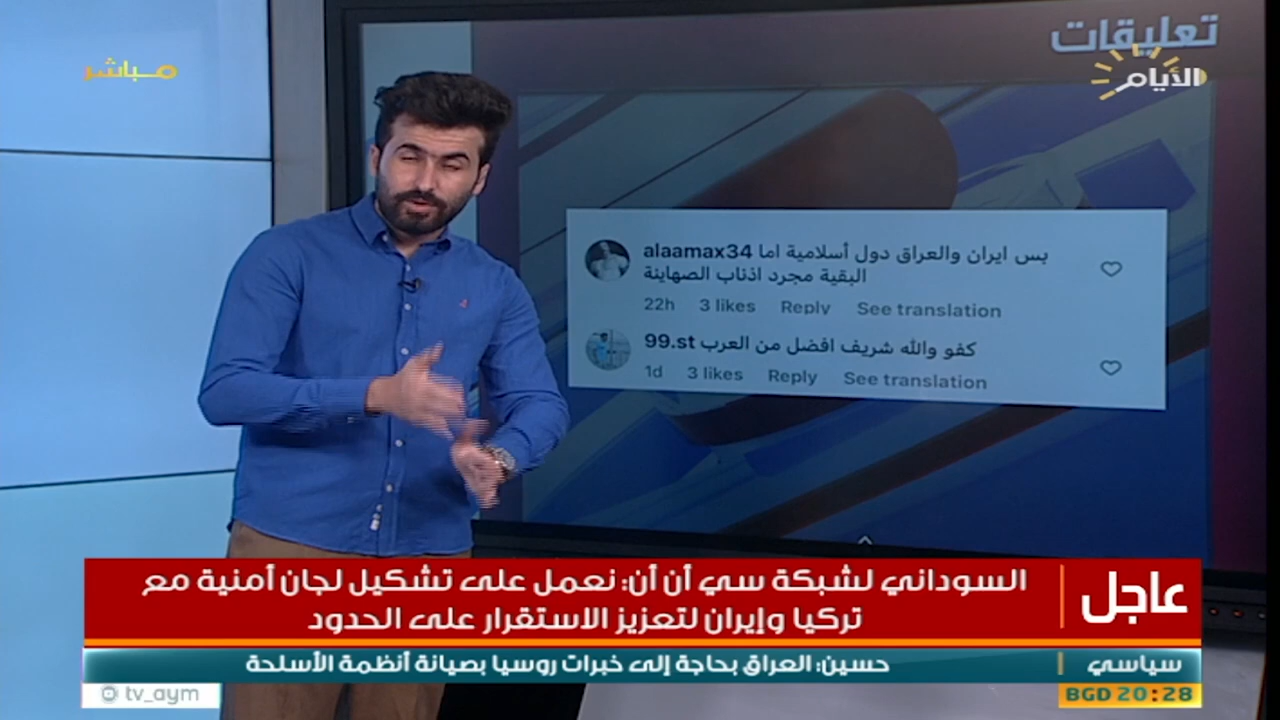 تعليقات
الأيام
مباشر
alaamax34 بس ايران والعراق دول أسلامية اما
البقية مجرد اذناب الصهاينة
22h 3 likes Reply See translation
99.st كفو والله شريف افضل من العرب
1d 3 likes Reply See translation
عاجل
السوداني لشبكة سي أن أن: نعمل على تشكيل لجان أمنية مع
تركيا وإيران لتعزيز الاستقرار على الحدود
سياسي
حسين: العراق بحاجة إلى خبرات روسيا بصيانة أنظمة الأسلحة
tv_aym
BGD 20:28